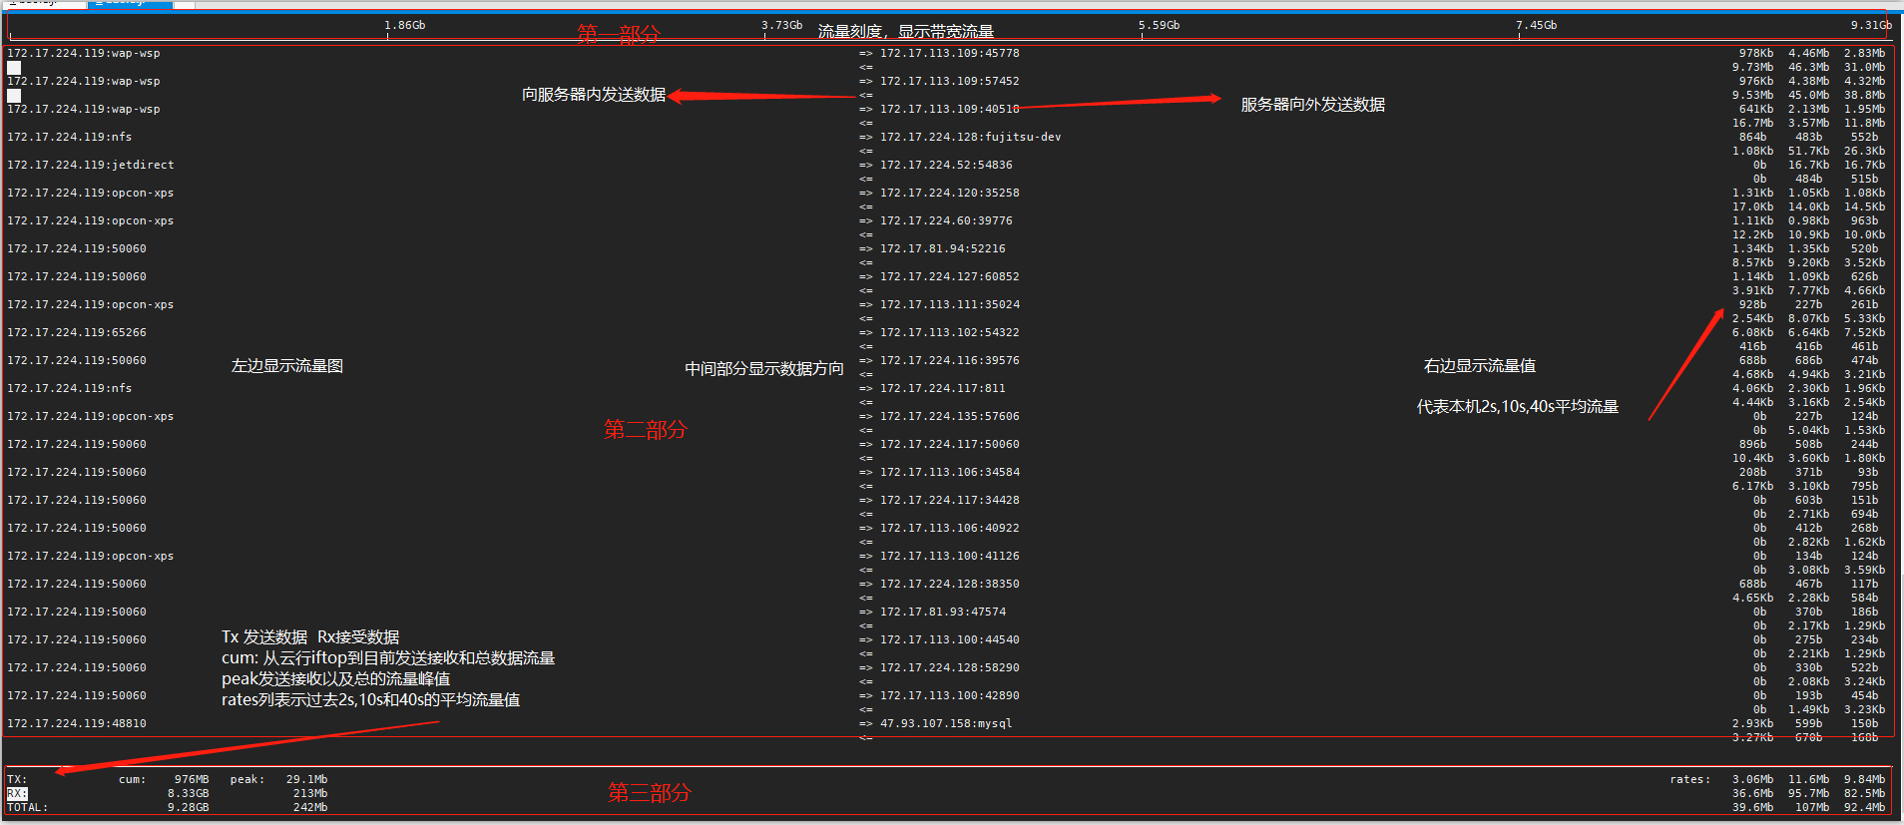 1.86Gb 3.73Gb 5.59Gb 7.45Gb 9.31Gb
第一部分 流量刻度，显示带宽流量
172.17.224.119:wap-wsp => 172.17.113.109:45778 978Kb 4.46Mb 2.83Mb
<= 9.73Mb 46.3Mb 31.0Mb
172.17.224.119:wap-wsp => 172.17.113.109:57452 976Kb 4.38Mb 4.32Mb
向服务器内发送数据 <= 9.53Mb 45.0Mb 38.8Mb
服务器向外发送数据
172.17.224.119:wap-wsp => 172.17.113.109:40518 641Kb 2.13Mb 1.95Mb
<= 16.7Mb 3.57Mb 11.8Mb
172.17.224.119:nfs => 172.17.224.128:fujitsu-dev 864b 483b 552b
<= 1.08Kb 51.7Kb 26.3Kb
172.17.224.119:jetdirect => 172.17.224.52:54836 0b 16.7Kb 16.7Kb
<= 0b 484b 515b
172.17.224.119:opcon-xps => 172.17.224.120:35258 1.31Kb 1.05Kb 1.08Kb
<= 17.0Kb 14.0Kb 14.5Kb
172.17.224.119:opcon-xps => 172.17.224.60:39776 1.11Kb 0.98Kb 963b
<= 12.2Kb 10.9Kb 10.0Kb
172.17.224.119:50060 => 172.17.81.94:52216 1.34Kb 1.35Kb 520b
<= 8.57Kb 9.20Kb 3.52Kb
172.17.224.119:50060 => 172.17.224.127:60852 1.14Kb 1.09Kb 626b
<= 3.91Kb 7.77Kb 4.66Kb
172.17.224.119:opcon-xps => 172.17.113.111:35024 928b 227b 261b
<= 2.54Kb 8.07Kb 5.33Kb
172.17.224.119:65266 => 172.17.113.102:54322 6.08Kb 6.64Kb 7.52Kb
<= 416b 416b 461b
172.17.224.119:50060 => 172.17.224.116:39576 688b 686b 474b
左边显示流量图 中间部分显示数据方向 右边显示流量值
<= 4.68Kb 4.94Kb 3.21Kb
172.17.224.119:nfs => 172.17.224.117:811 4.06Kb 2.30Kb 1.96Kb
<= 4.44Kb 3.16Kb 2.54Kb
代表本机2s,10s,40s平均流量
172.17.224.119:opcon-xps => 172.17.224.135:57606 0b 227b 124b
第二部分 <= 0b 5.04Kb 1.53Kb
172.17.224.119:50060 => 172.17.224.117:50060 896b 508b 244b
<= 10.4Kb 3.60Kb 1.80Kb
172.17.224.119:50060 => 172.17.113.106:34584 208b 371b 93b
<= 6.17Kb 3.10Kb 795b
172.17.224.119:50060 => 172.17.224.117:34428 0b 603b 151b
<= 0b 2.71Kb 694b
172.17.224.119:50060 => 172.17.113.106:40922 0b 412b 268b
<= 0b 2.82Kb 1.62Kb
172.17.224.119:opcon-xps => 172.17.113.100:41126 0b 134b 124b
<= 0b 3.08Kb 3.59Kb
172.17.224.119:50060 => 172.17.224.128:38350 688b 467b 117b
<= 4.65Kb 2.28Kb 584b
172.17.224.119:50060 => 172.17.81.93:47574 0b 370b 186b
<= 0b 2.17Kb 1.29Kb
172.17.224.119:50060 => 172.17.113.100:44540 0b 275b 234b
<= 0b 2.21Kb 1.29Kb
172.17.224.119:50060 => 172.17.224.128:58290 0b 330b 522b
<= 0b 2.08Kb 3.24Kb
172.17.224.119:50060 => 172.17.113.100:42890 0b 193b 454b
<= 0b 1.49Kb 3.23Kb
172.17.224.119:48810 => 47.93.107.158:mysql 2.93Kb 599b 150b
<= 3.27Kb 670b 168b
Tx 发送数据 Rx接受数据
cum: 从云行iftop到目前发送接收和总数据流量
peak发送接收以及总的流量峰值
rates列表示过去2s,10s和40s的平均流量值
TX: cum: 976MB peak: 29.1Mb rates: 3.06Mb 11.6Mb 9.84Mb
RX: 8.33GB 213Mb 第三部分 36.6Mb 95.7Mb 82.5Mb
TOTAL: 9.28GB 242Mb 39.6Mb 107Mb 92.4Mb